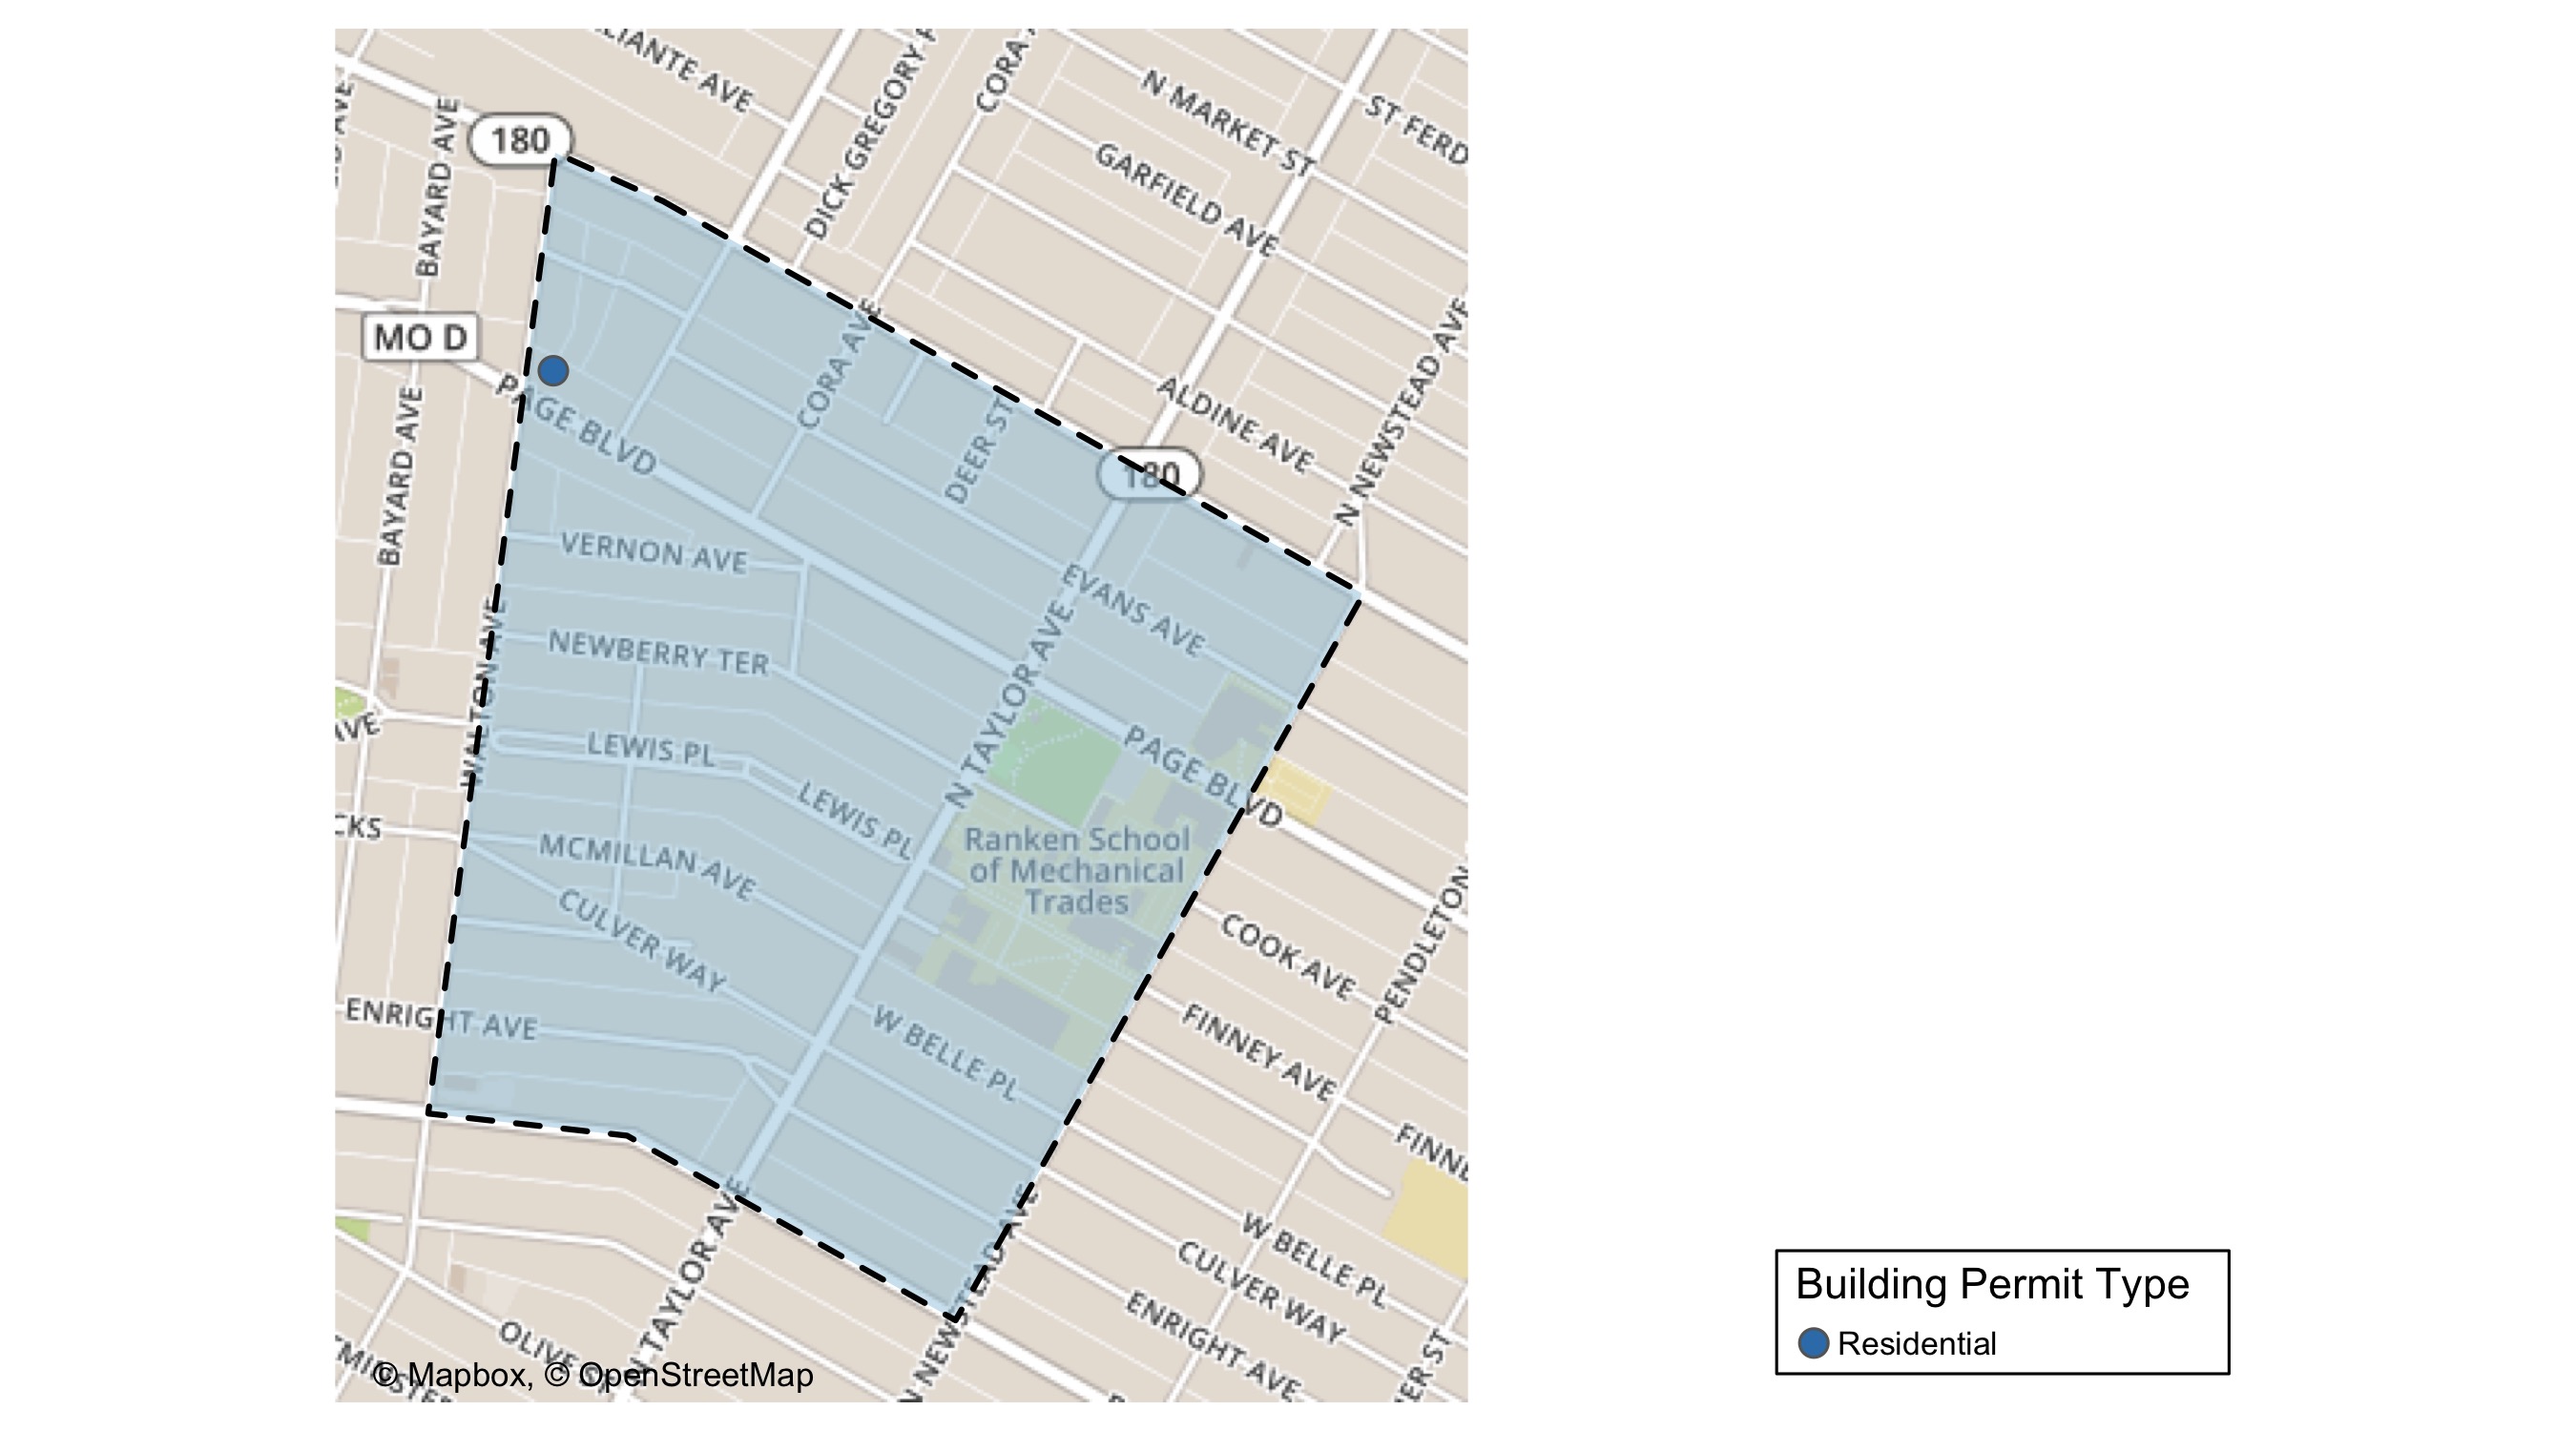 LIANTE AVE
DICK GREGORY P
CORA A
N MARKET ST
ST FERD
GARFIELD AVE
BAYARD AVE
180
MO D
PAGE BLVD
CORA AVE
DEER ST
ALDINE AVE
N NEWSTEAD AVE
180
BAYARD AVE
VERNON AVE
EVANS AVE
NEWBERRY TER
WALTON AVE
N TAYLOR AVE
AVE
LEWIS PL
LEWIS PL
PAGE BLVD
CKS
MCMILLAN AVE
Ranken School
of Mechanical
Trades
CULVER WAY
COOK AVE
PENDLETON
ENRIGHT AVE
W BELLE PL
FINNEY AVE
FINNE
N TAYLOR AVE
N NEWSTEAD AVE
W BELLE PL
CULVER WAY
ENRIGHT AVE
OLIVE
ER ST
© Mapbox, © OpenStreetMap
Building Permit Type
Residential